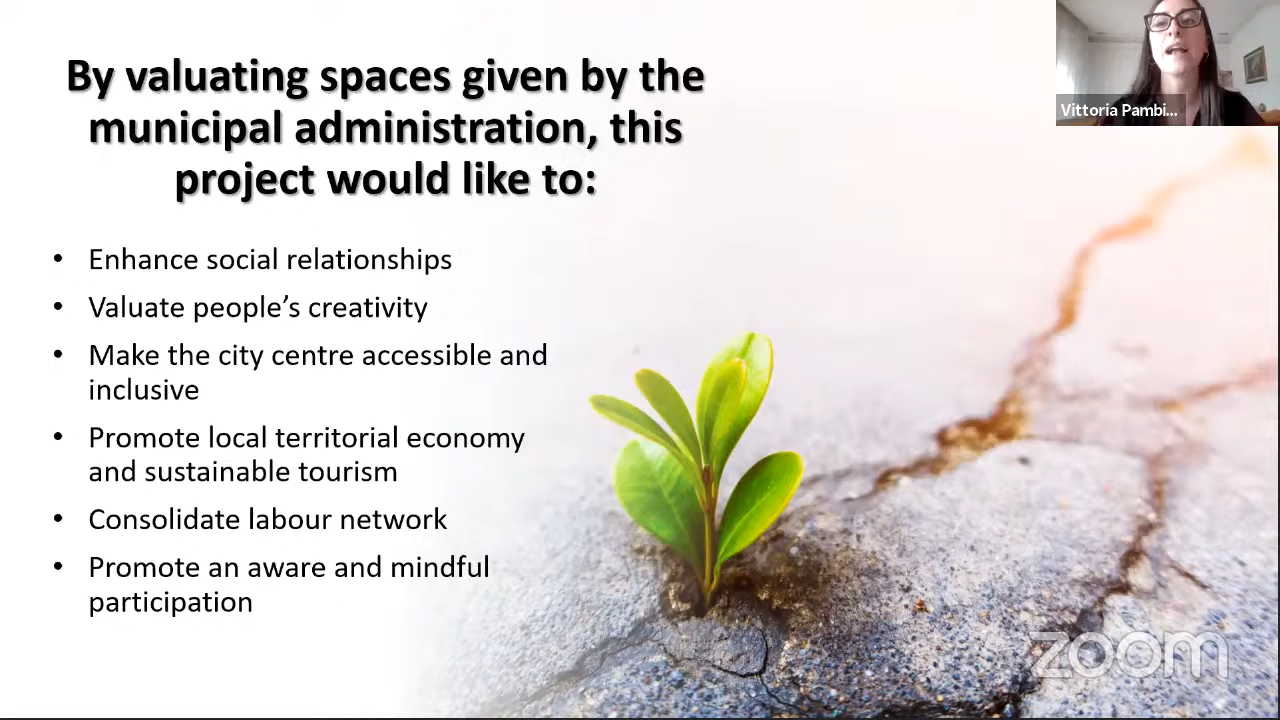 By valuating spaces given by the
municipal administration, this
project would like to:
Vittoria Pambi...
• Enhance social relationships
• Valuate people’s creativity
• Make the city centre accessible and
inclusive
• Promote local territorial economy
and sustainable tourism
• Consolidate labour network
• Promote an aware and mindful
participation
zoom